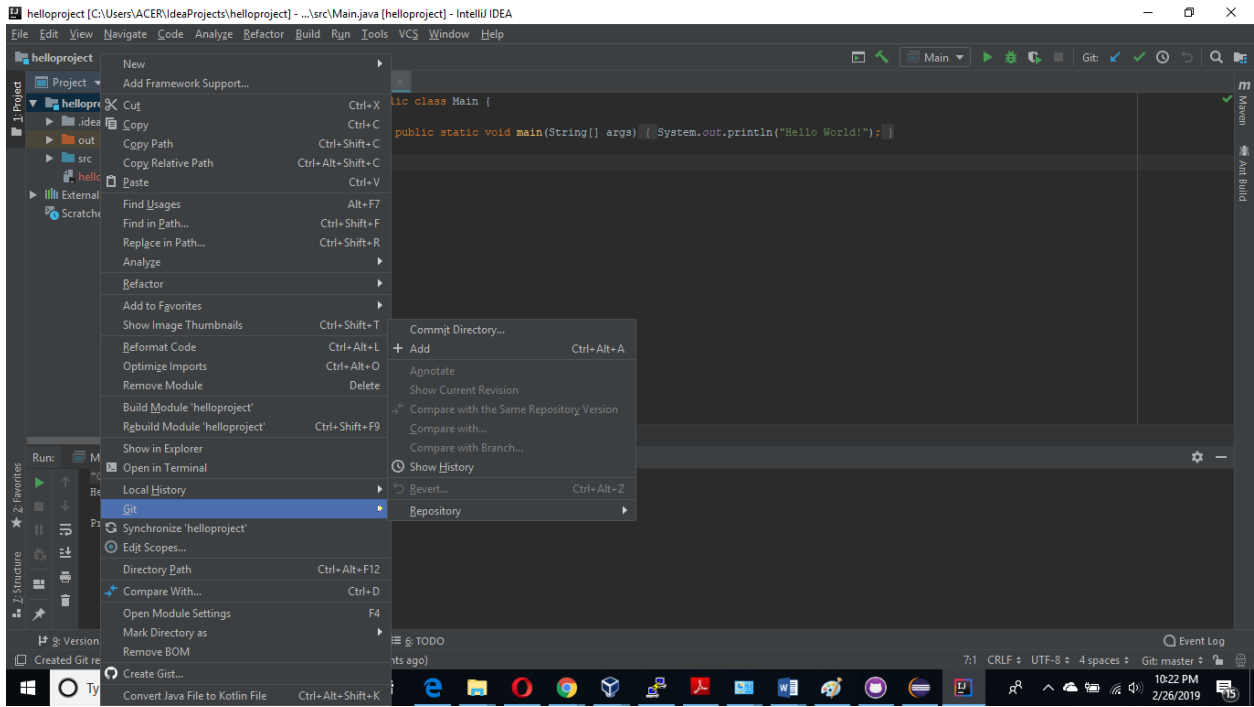 helloproject [C:\Users\ACER\IdeaProjects\helloproject] - ...\src\Main.java [helloproject] - IntelliJ IDEA
File Edit View Navigate Code Analyze Refactor Build Run Tools VCS Window Help
helloproject
Main
Git:
1: Project
Project
.idea
out
src
External
New
Add Framework Support...
Cut Ctrl+X
Copy Ctrl+C
Copy Path Ctrl+Shift+C
Copy Relative Path Ctrl+Alt+Shift+C
Paste Ctrl+V
Find Usages Alt+F7
Find in Path... Ctrl+Shift+F
Replace in Path... Ctrl+Shift+R
Analyze
Refactor
Add to Favorites
Show Image Thumbnails Ctrl+Shift+T
Reformat Code Ctrl+Alt+L
Optimize Imports Ctrl+Alt+O
Remove Module Delete
Build Module 'helloproject'
Rebuild Module 'helloproject' Ctrl+Shift+F9
Show in Explorer
Open in Terminal
Local History
Git
Synchronize 'helloproject'
Edit Scopes...
Directory Path Ctrl+Alt+F12
Compare With... Ctrl+D
Open Module Settings F4
Mark Directory as
Remove BOM
Create Gist...
Convert Java File to Kotlin File Ctrl+Alt+Shift+K
Commit Directory...
Add Ctrl+Alt+A
Annotate
Show Current Revision
Compare with the Same Repository Version
Compare with...
Compare with Branch...
Show History
Revert... Ctrl+Alt+Z
Repository
lic class Main {
public static void main(String[] args) { System.out.println("Hello World!"); }
m
Maven
Ant Build
Run:
2: Favorites
Z: Structure
9: Version
6: TODO
Event Log
Created Git re
nts ago)
7:1 CRLF UTF-8 4 spaces Git: master
Ty
10:22 PM
2/26/2019
15